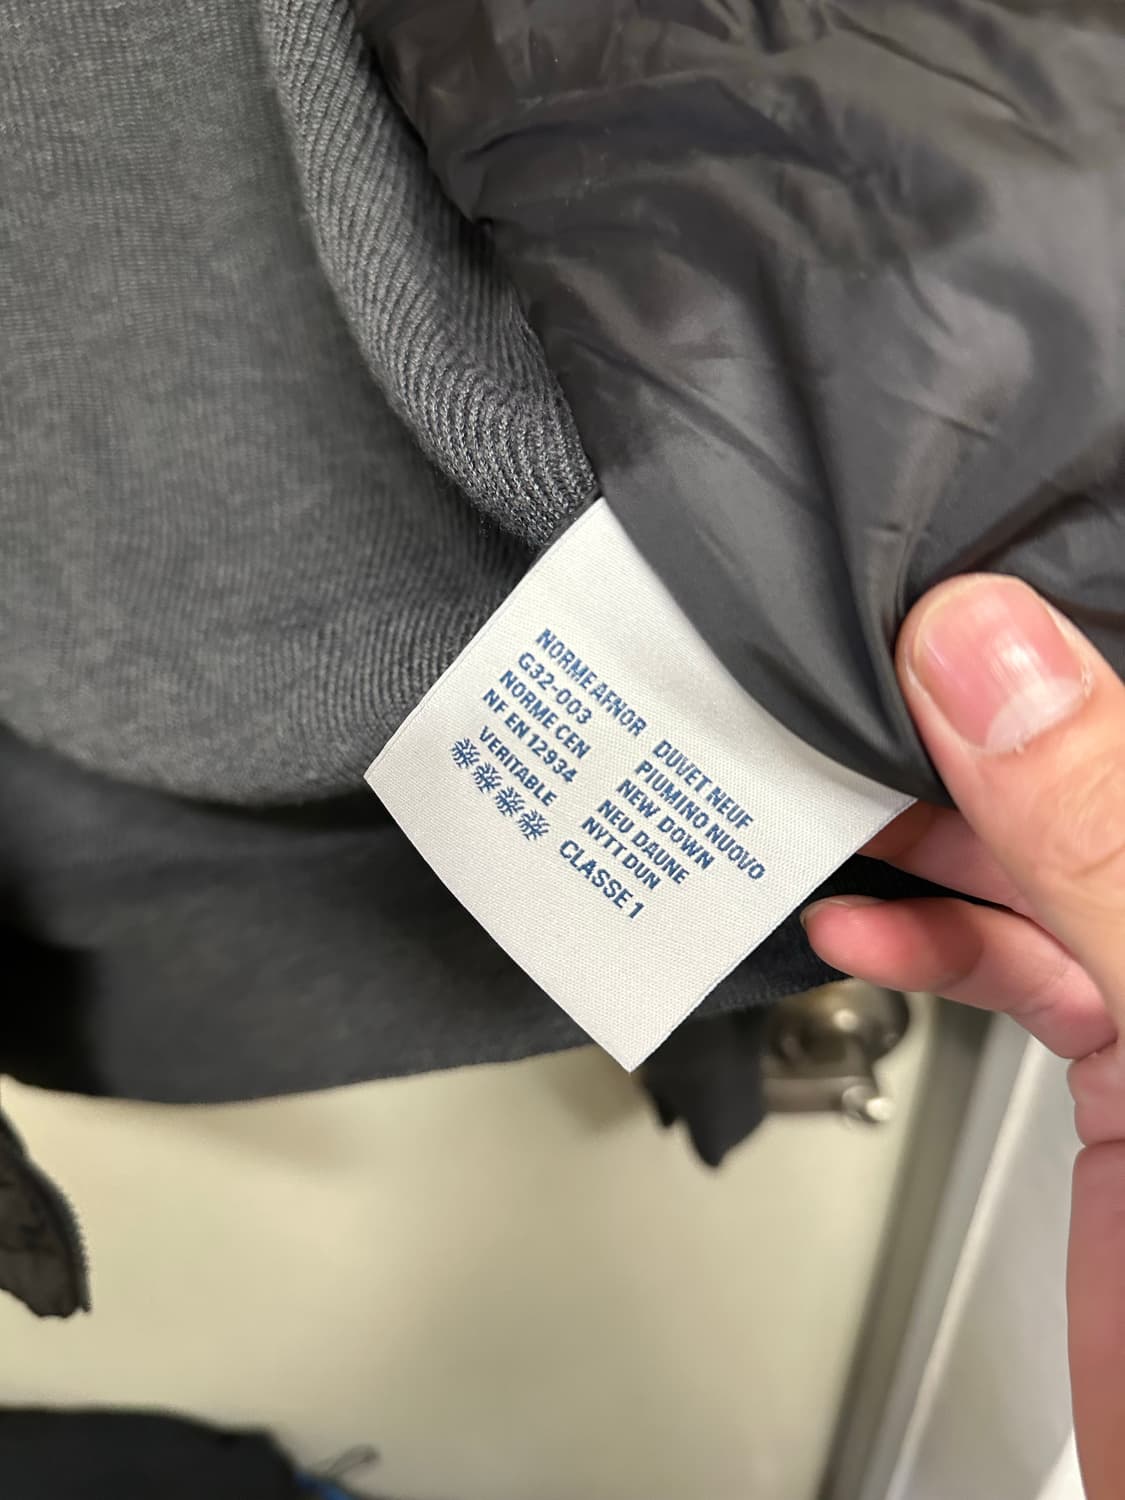 NORME AFNOR
G32-003
NORME CEN
NF EN 12934
VERITABLE
DUVET NEUF
PIUMINO NUOVO
NEW DOWN
NEU DAUNE
NYTT DUN
CLASSE 1